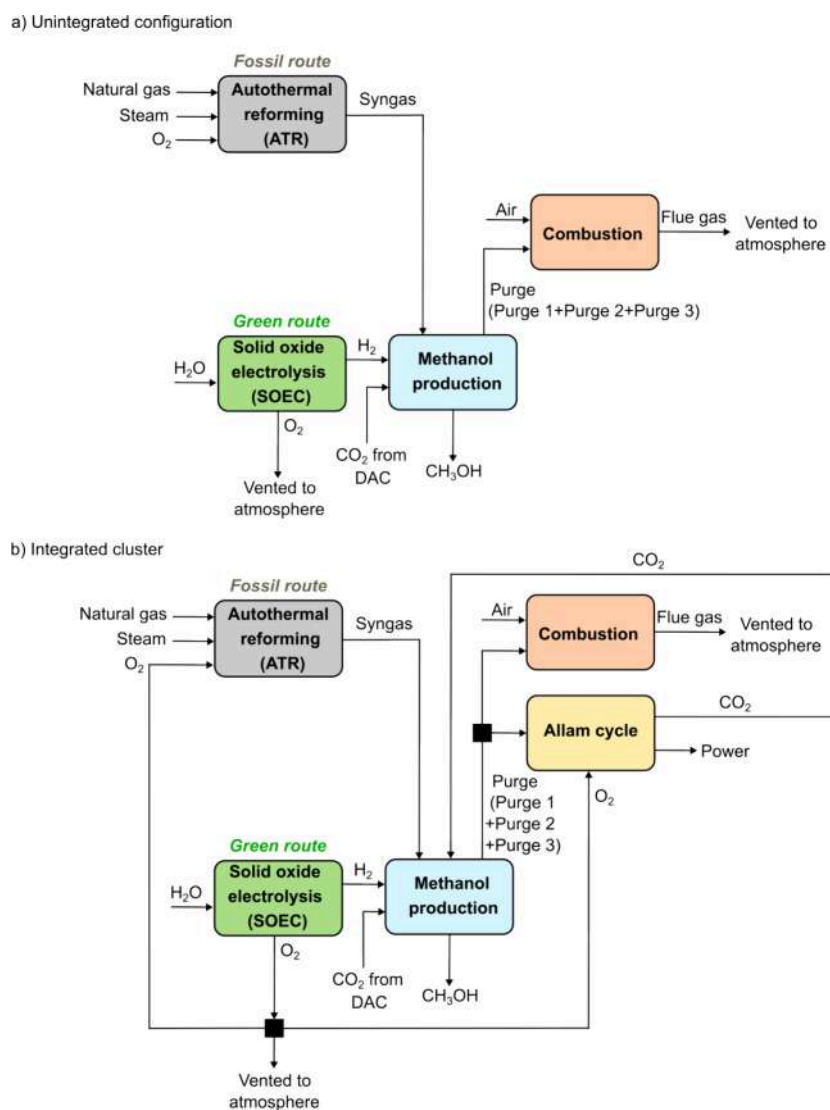 a) Unintegrated configuration
Fossil route
Natural gas
Steam
O₂
Autothermal
reforming
(ATR)
Syngas
Air
Combustion
Flue gas
Vented to
atmosphere
Purge
(Purge 1+Purge 2+Purge 3)
Green route
H₂O
Solid oxide
electrolysis
(SOEC)
H₂
Methanol
production
O₂
CO₂ from
DAC
CH₃OH
Vented to
atmosphere
b) Integrated cluster
CO₂
Fossil route
Natural gas
Steam
O₂
Autothermal
reforming
(ATR)
Syngas
Air
Combustion
Flue gas
Vented to
atmosphere
Allam cycle
CO₂
Power
O₂
Purge
(Purge 1
+Purge 2
+Purge 3)
Green route
H₂O
Solid oxide
electrolysis
(SOEC)
H₂
Methanol
production
O₂
CO₂ from
DAC
CH₃OH
Vented to
atmosphere